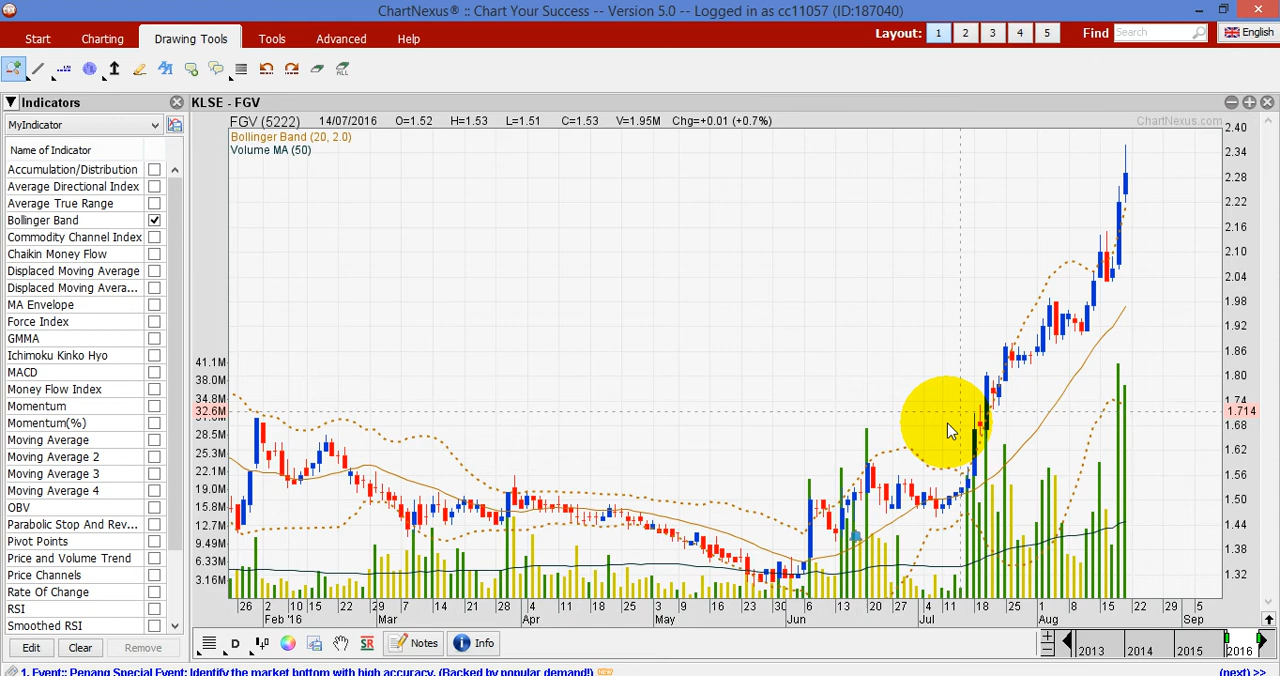 ChartNexus® :: Chart Your Success -- Version 5.0 -- Logged in as cc11057 (ID:187040)
Start Charting Drawing Tools Tools Advanced Help Layout: 1 2 3 4 5 Find Search English
Indicators
KLSE - FGV
MyIndicator
FGV (5222) 14/07/2016 O=1.52 H=1.53 L=1.51 C=1.53 V=1.95M Chg=+0.01 (+0.7%)
ChartNexus.com
Bollinger Band (20, 2.0)
Volume MA (50)
Name of Indicator
Accumulation/Distribution
Average Directional Index
Average True Range
Bollinger Band
Commodity Channel Index
Chaikin Money Flow
Displaced Moving Average
Displaced Moving Avera...
MA Envelope
Force Index
GMMA
Ichimoku Kinko Hyo
MACD
Money Flow Index
Momentum
Momentum(%)
Moving Average
Moving Average 2
Moving Average 3
Moving Average 4
OBV
Parabolic Stop And Rev...
Pivot Points
Price and Volume Trend
Price Channels
Rate Of Change
RSI
Smoothed RSI
Edit Clear Remove
41.1M
38.0M
34.8M
32.6M
28.5M
25.3M
22.1M
19.0M
15.8M
12.7M
9.49M
6.33M
3.16M
2.40
2.34
2.28
2.22
2.16
2.10
2.04
1.98
1.92
1.86
1.80
1.74
1.714
1.68
1.62
1.56
1.50
1.44
1.38
1.32
26 2 10 15 22 29 7 14 21 28 4 11 18 25 3 9 16 23 30 6 13 20 27 4 11 18 25 1 8 15 22 29 5
Feb '16 Mar Apr May Jun Jul Aug Sep
D SR Notes Info
2013 2014 2015 2016
1. Event:: Penang Special Event: Identify the market bottom with high accuracy. (Backed by popular demand!) NEW (next) >>